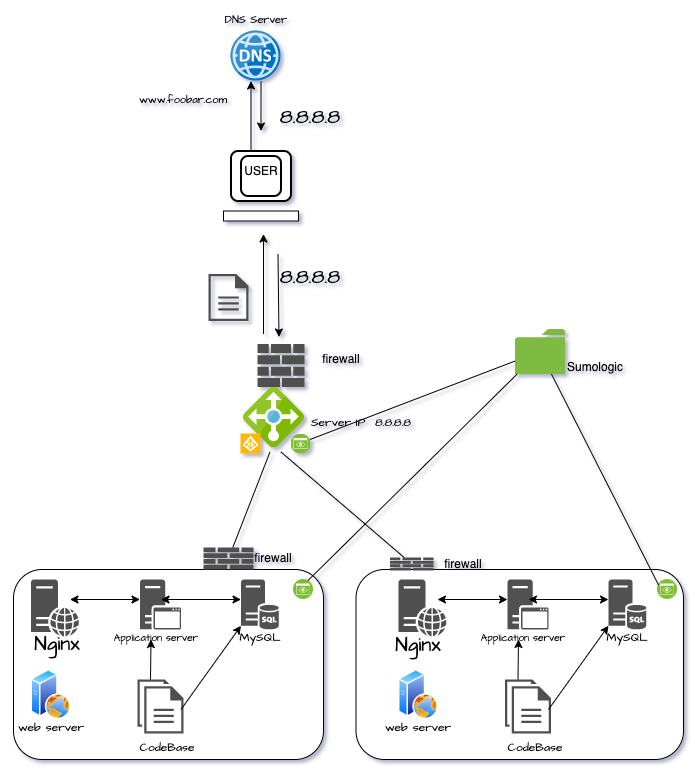 DNS Server
DNS
www.foobar.com
8.8.8.8
USER
8.8.8.8
firewall
Sumologic
Server IP 8.8.8.8
firewall
firewall
Nginx
Application server
MySQL
SQL
web server
CodeBase
Nginx
Application server
MySQL
SQL
web server
CodeBase